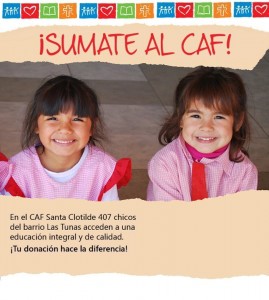 ¡SUMATE AL CAF!
En el CAF Santa Clotilde 407 chicos
del barrio Las Tunas acceden a una
educación integral y de calidad.
¡Tu donación hace la diferencia!